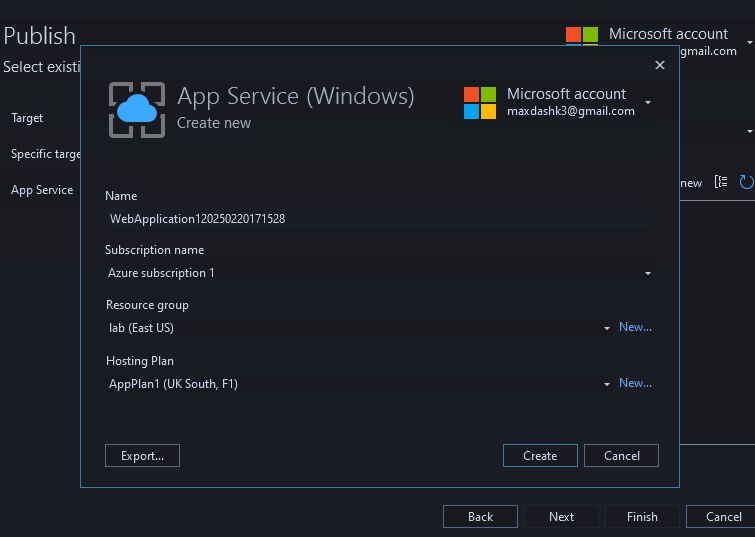 Publish
Microsoft account
gmail.com
Select existi
App Service (Windows)
Create new
Microsoft account
maxdashk3@gmail.com
Target
Specific targe
App Service
new
Name
WebApplication120250220171528
Subscription name
Azure subscription 1
Resource group
lab (East US)
New...
Hosting Plan
AppPlan1 (UK South, F1)
New...
Export...
Create
Cancel
Back
Next
Finish
Cancel